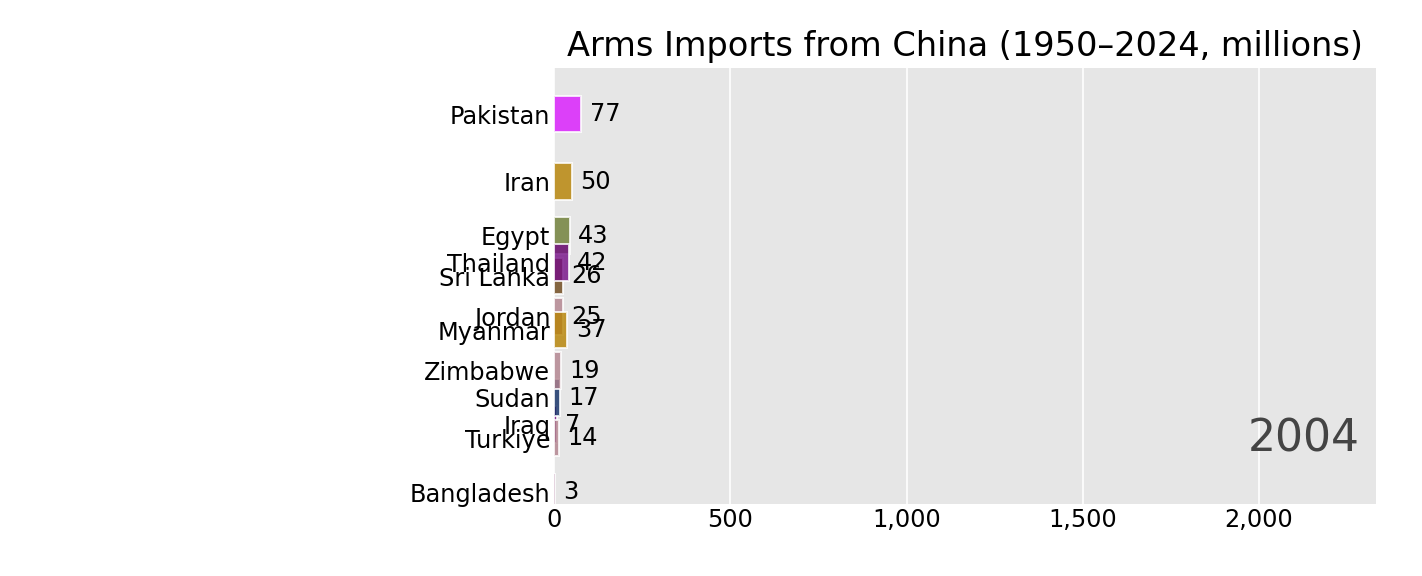 Arms Imports from China (1950–2024, millions)
Pakistan 77
Iran 50
Egypt 43
Thailand 42
Sri Lanka 26
Jordan 25
Myanmar 37
Zimbabwe 19
Sudan 17
Iraq 7
Turkiye 14
2004
Bangladesh 3
0 500 1,000 1,500 2,000